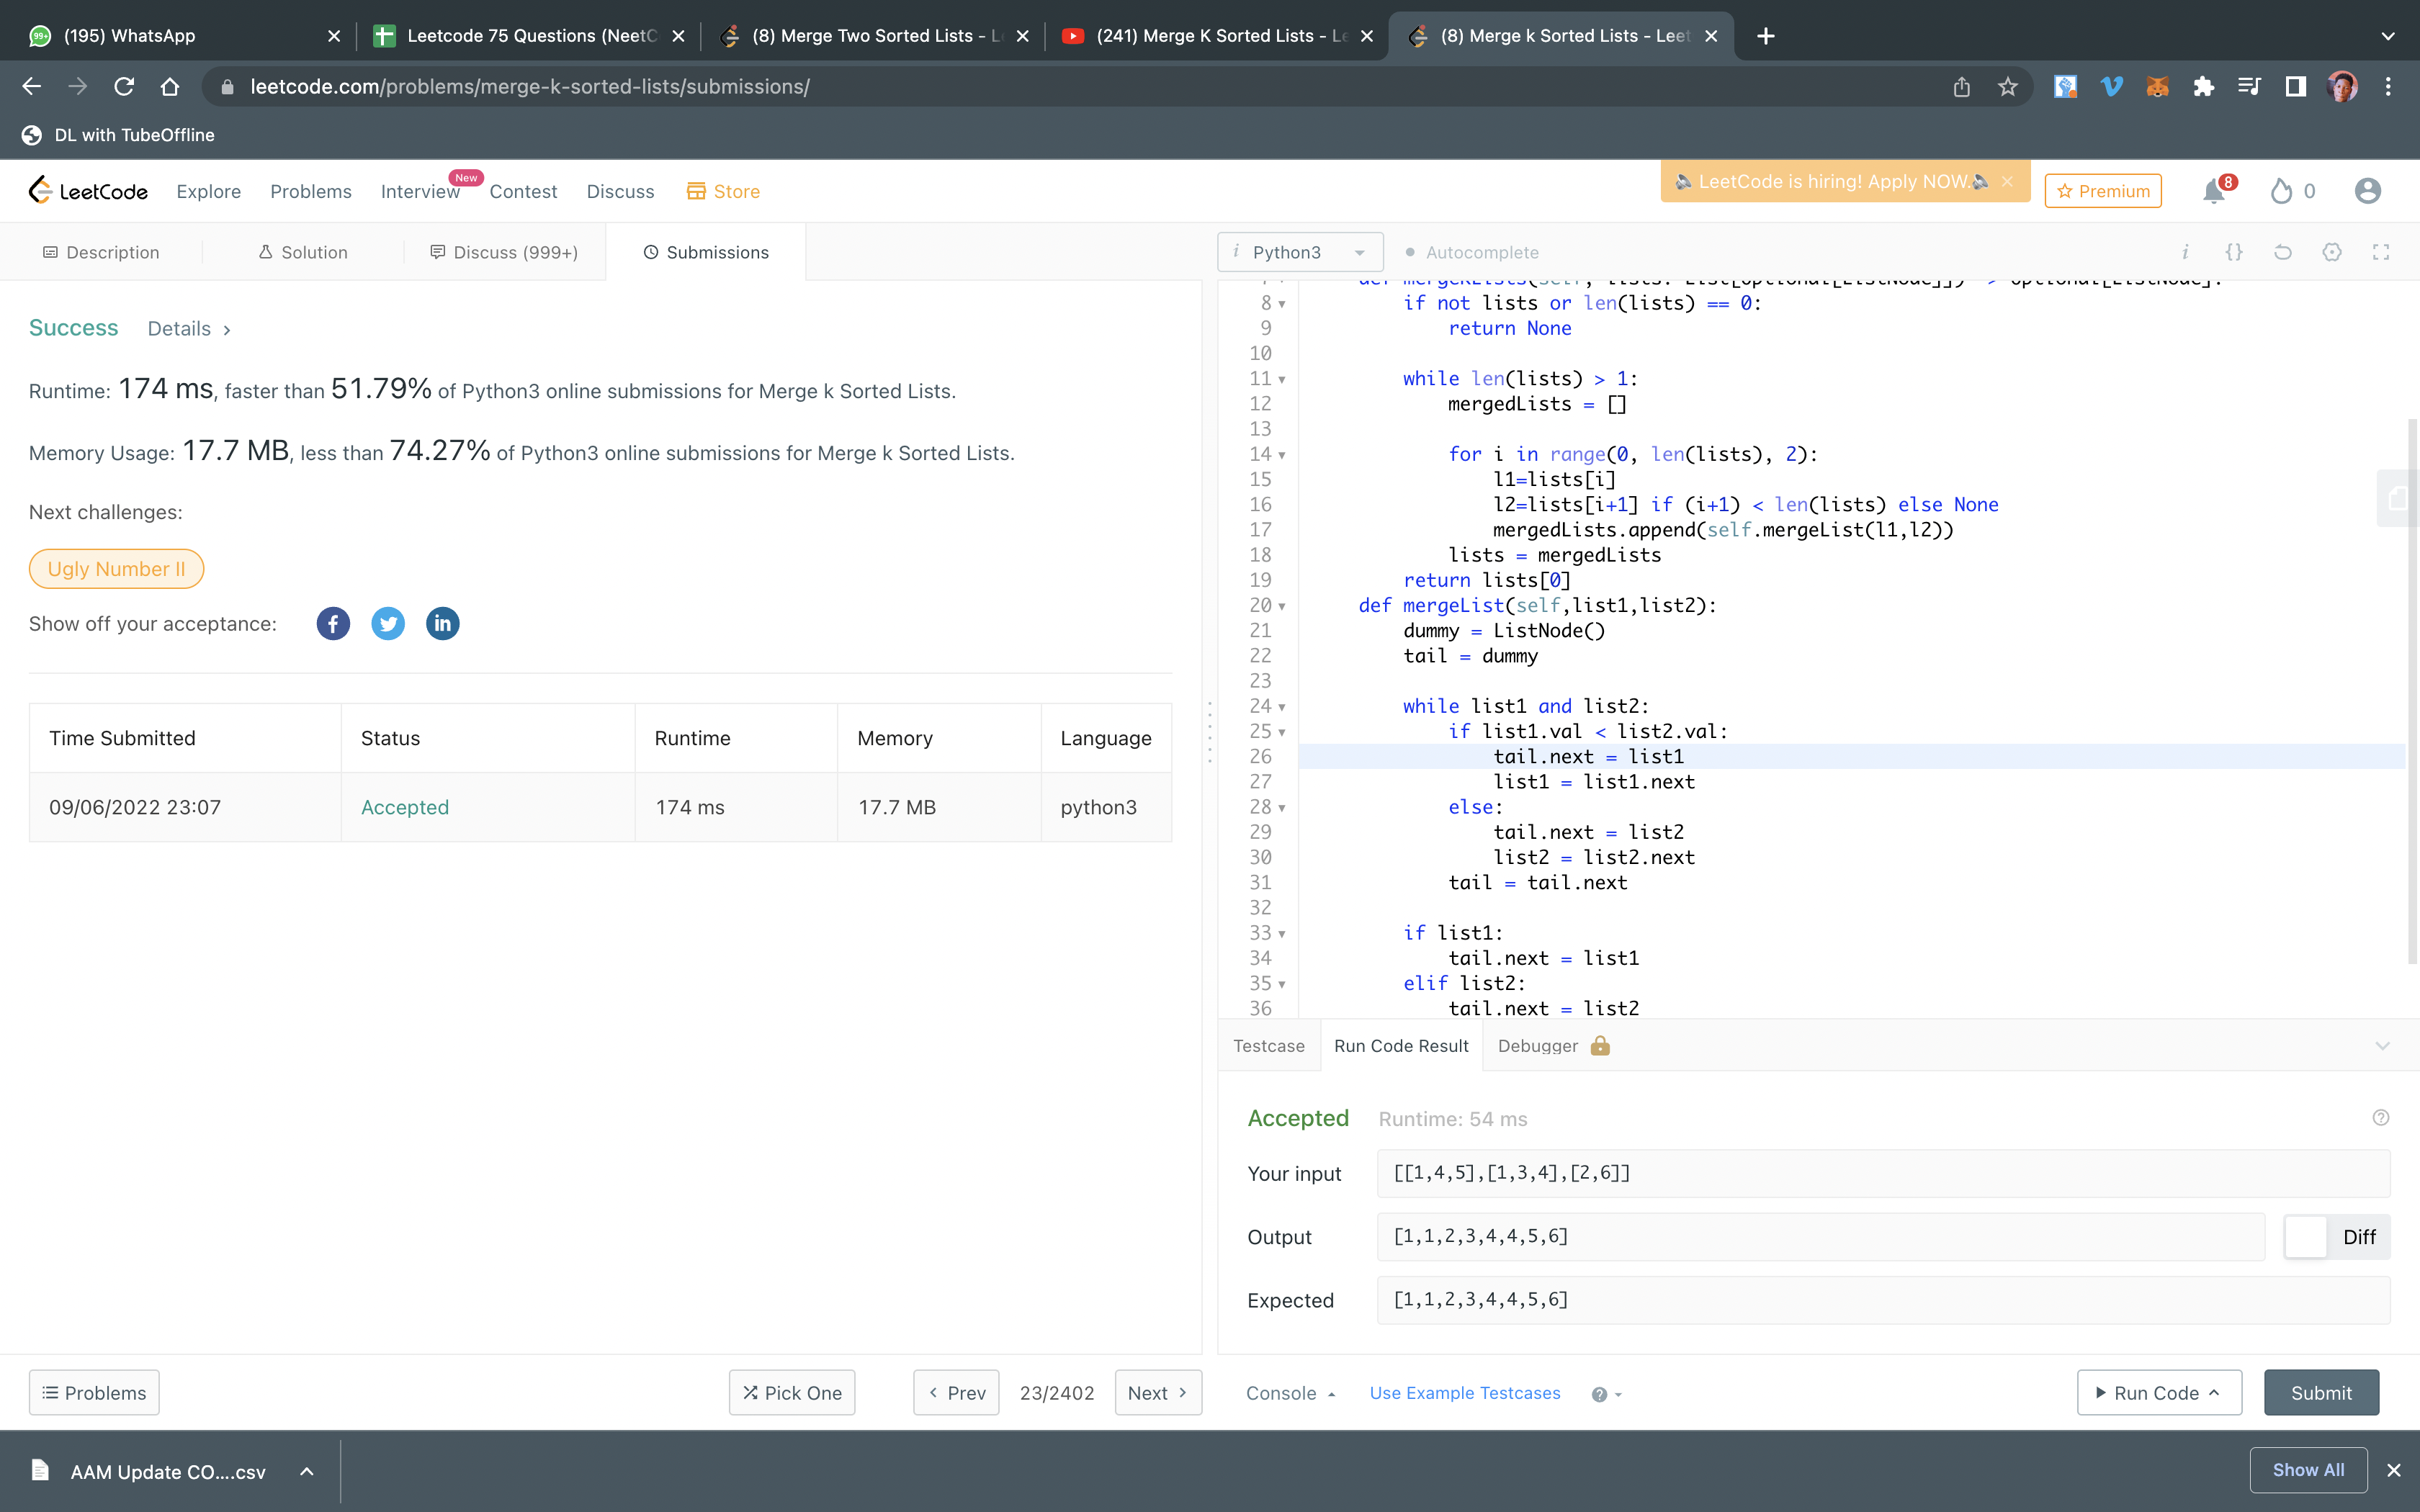 (195) WhatsApp
Leetcode 75 Questions (NeetC
(8) Merge Two Sorted Lists - L
(241) Merge K Sorted Lists - Le
(8) Merge k Sorted Lists - Leet
leetcode.com/problems/merge-k-sorted-lists/submissions/
DL with TubeOffline
LeetCode
Explore
Problems
Interview
New
Contest
Discuss
Store
LeetCode is hiring! Apply NOW.
Premium
8
0
Description
Solution
Discuss (999+)
Submissions
i Python3
Autocomplete
Success
Details >
Runtime: 174 ms, faster than 51.79% of Python3 online submissions for Merge k Sorted Lists.
Memory Usage: 17.7 MB, less than 74.27% of Python3 online submissions for Merge k Sorted Lists.
Next challenges:
Ugly Number II
Show off your acceptance:
Time Submitted Status Runtime Memory Language
09/06/2022 23:07 Accepted 174 ms 17.7 MB python3
def mergeKLists(self, lists: List[Optional[ListNode]]) -> Optional[ListNode]:
8 if not lists or len(lists) == 0:
9 return None
10
11 while len(lists) > 1:
12 mergedLists = []
13
14 for i in range(0, len(lists), 2):
15 l1=lists[i]
16 l2=lists[i+1] if (i+1) < len(lists) else None
17 mergedLists.append(self.mergeList(l1,l2))
18 lists = mergedLists
19 return lists[0]
20 def mergeList(self,list1,list2):
21 dummy = ListNode()
22 tail = dummy
23
24 while list1 and list2:
25 if list1.val < list2.val:
26 tail.next = list1
27 list1 = list1.next
28 else:
29 tail.next = list2
30 list2 = list2.next
31 tail = tail.next
32
33 if list1:
34 tail.next = list1
35 elif list2:
36 tail.next = list2
Testcase
Run Code Result
Debugger
Accepted
Runtime: 54 ms
Your input
[[1,4,5],[1,3,4],[2,6]]
Output
[1,1,2,3,4,4,5,6]
Diff
Expected
[1,1,2,3,4,4,5,6]
Problems
Pick One
< Prev
23/2402
Next >
Console
Use Example Testcases
Run Code
Submit
AAM Update CO....csv
Show All